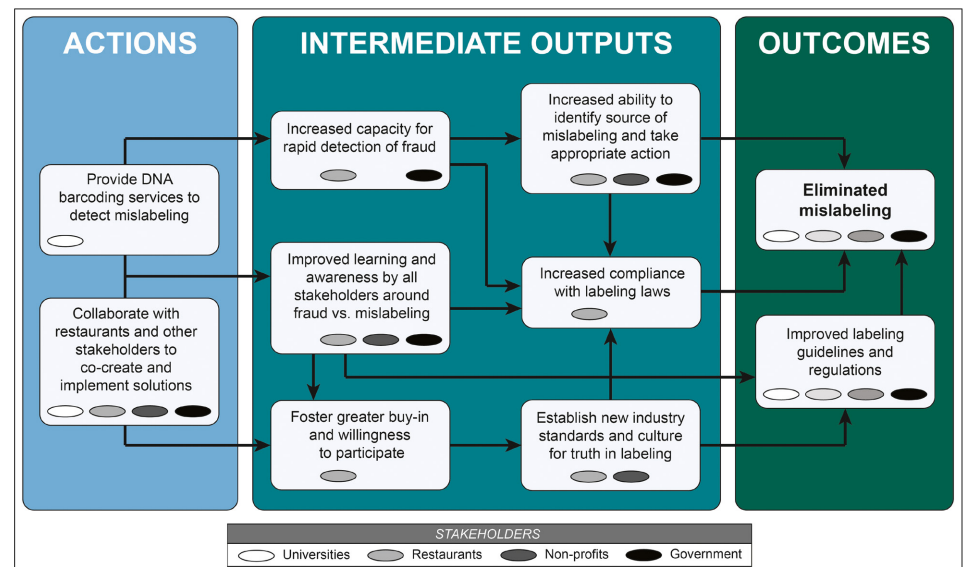 ACTIONS
Provide DNA
barcoding services to
detect mislabeling
Collaborate with
restaurants and other
stakeholders to
co-create and
implement solutions
INTERMEDIATE OUTPUTS
Increased capacity for
rapid detection of fraud
Increased ability to
identify source of
mislabeling and take
appropriate action
Improved learning and
awareness by all
stakeholders around
fraud vs. mislabeling
Increased compliance
with labeling laws
Foster greater buy-in
and willingness
to participate
Establish new industry
standards and culture
for truth in labeling
OUTCOMES
Eliminated
mislabeling
Improved labeling
guidelines and
regulations
STAKEHOLDERS
Universities
Restaurants
Non-profits
Government